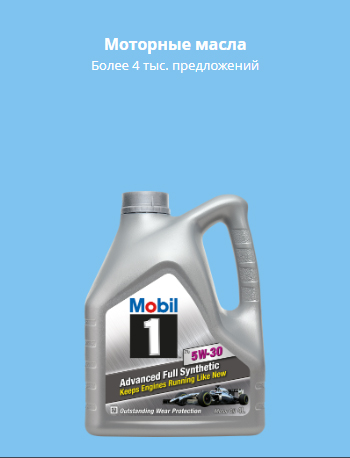 Моторные масла
Более 4 тыс. предложений
Mobil
1
5W-30
Advanced Full Synthetic
Keeps Engines Running Like New
Outstanding Wear Protection
4L